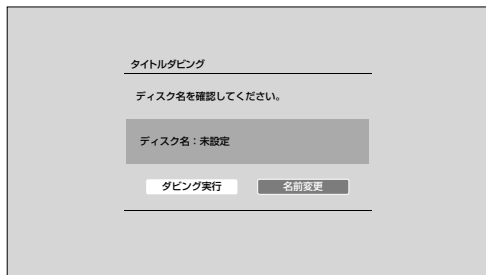 タイトルダビング
ディスク名を確認してください。
ディスク名：未設定
ダビング実行
名前変更